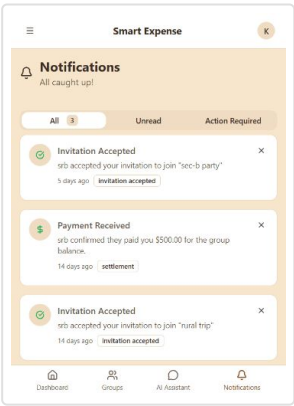 Smart Expense
K
Notifications
All caught up!
All 3
Unread
Action Required
Invitation Accepted
srb accepted your invitation to join "sec-b party"
5 days ago invitation accepted
$
Payment Received
srb confirmed they paid you $500.00 for the group
balance.
14 days ago settlement
Invitation Accepted
srb accepted your invitation to join "rural trip"
14 days ago invitation accepted
Dashboard
Groups
AI Assistant
Notifications